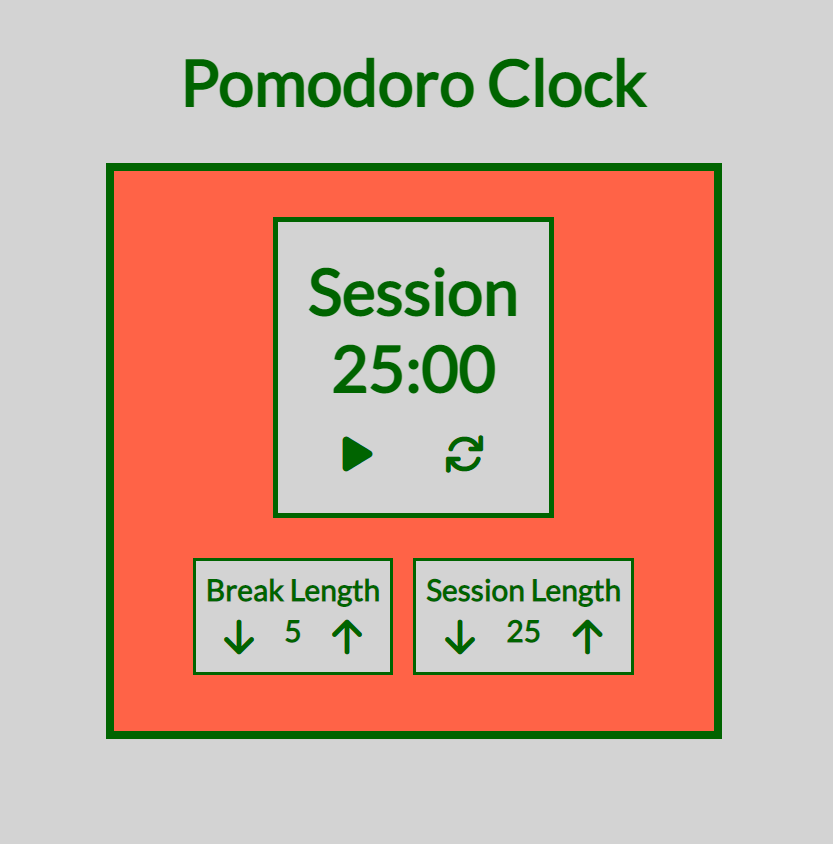 Pomodoro Clock
Session
25:00
Break Length
5
Session Length
25